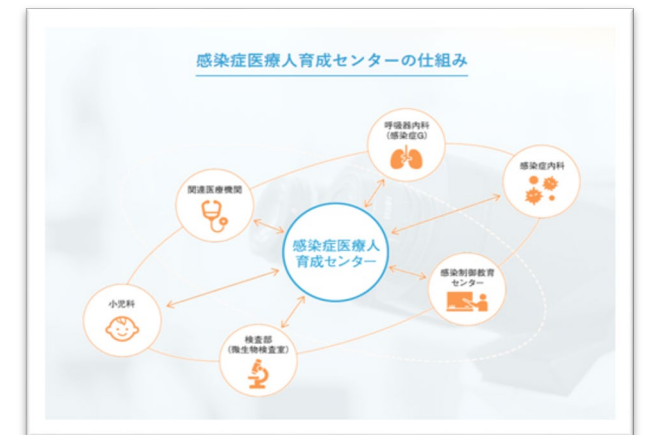 感染症医療人育成センターの仕組み
呼吸器内科
(感染症G)
感染症内科
関連医療機関
感染症医療人
育成センター
感染制御教育
センター
小児科
検査部
(微生物検査室)